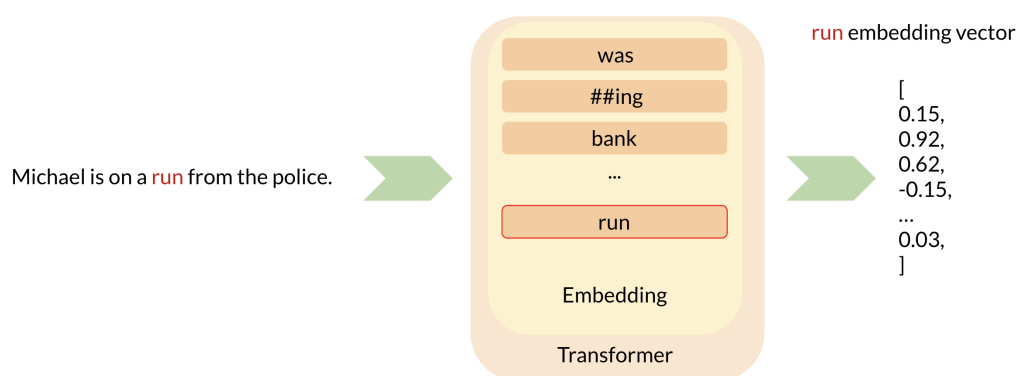 Michael is on a run from the police.
was
##ing
bank
...
run
Embedding
Transformer
run embedding vector
[
0.15,
0.92,
0.62,
-0.15,
...
0.03,
]